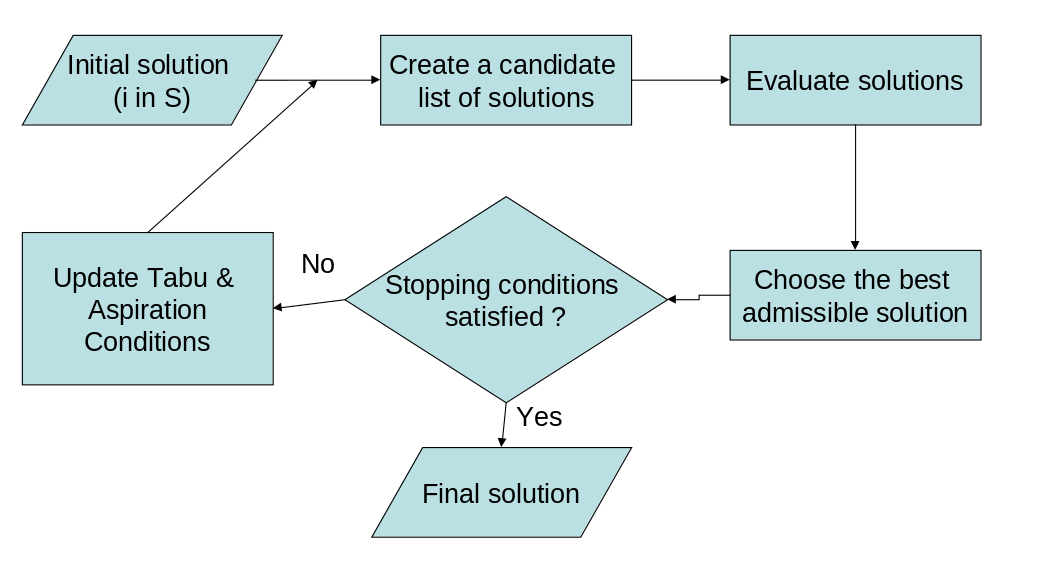 Initial solution
(i in S)
Create a candidate
list of solutions
Evaluate solutions
Choose the best
admissible solution
Stopping conditions
satisfied ?
No
Update Tabu &
Aspiration
Conditions
Yes
Final solution